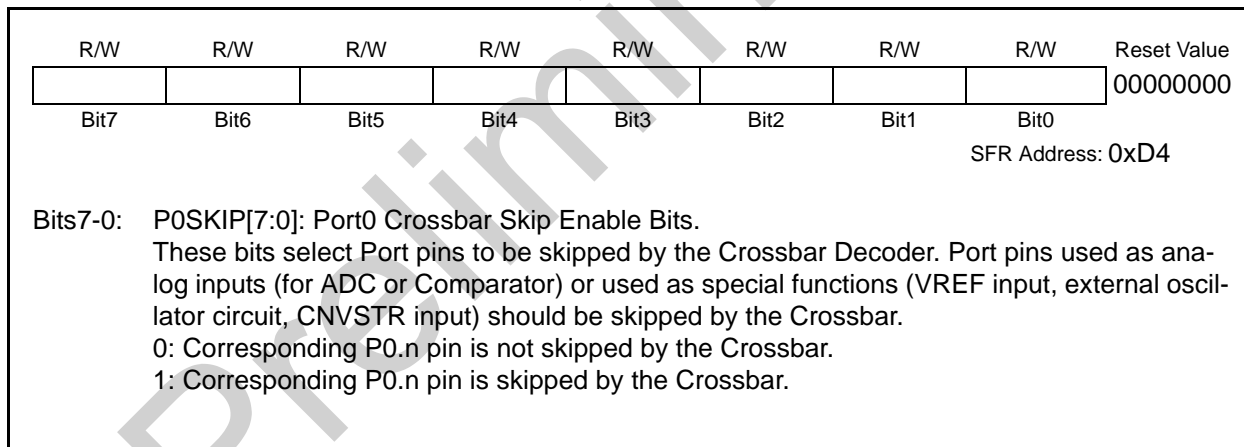 R/W R/W R/W R/W R/W R/W R/W R/W Reset Value
00000000
Bit7 Bit6 Bit5 Bit4 Bit3 Bit2 Bit1 Bit0
SFR Address: 0xD4
Bits7-0: P0SKIP[7:0]: Port0 Crossbar Skip Enable Bits.
These bits select Port pins to be skipped by the Crossbar Decoder. Port pins used as ana-
log inputs (for ADC or Comparator) or used as special functions (VREF input, external oscil-
lator circuit, CNVSTR input) should be skipped by the Crossbar.
0: Corresponding P0.n pin is not skipped by the Crossbar.
1: Corresponding P0.n pin is skipped by the Crossbar.
Prelimin